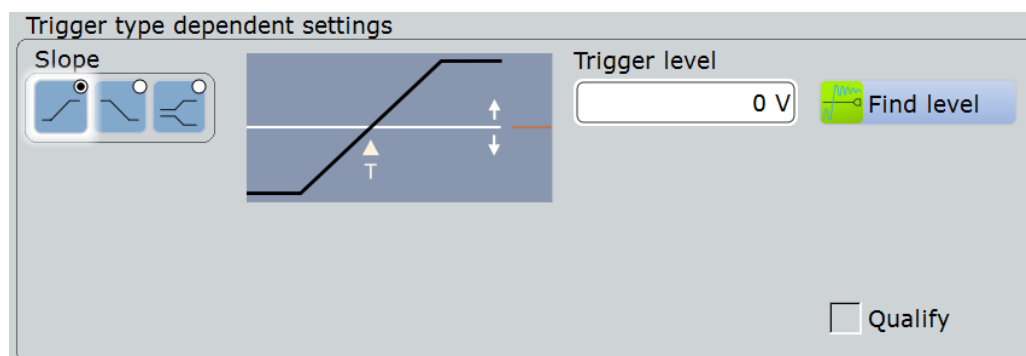 Trigger type dependent settings
Slope
Trigger level
0 V
Find level
T
Qualify